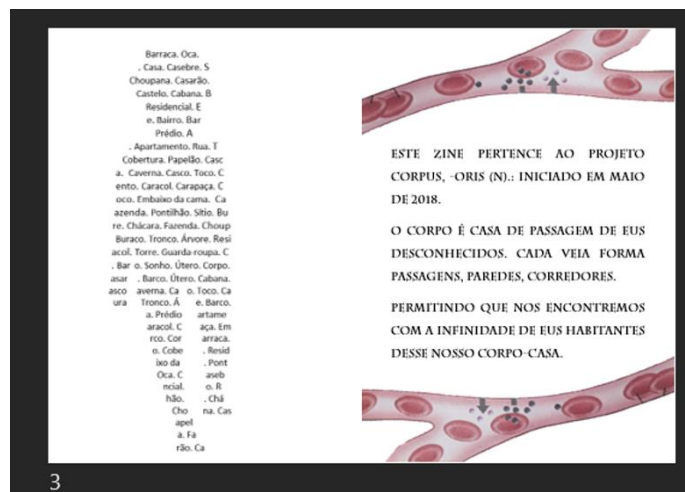 Barraca. Oca.
. Casa. Casebre. S
Choupana. Casarão.
Castelo. Cabana. B
Residencial. E
e. Bairro. Bar
Prédio. A
. Apartamento. Rua. T
Cobertura. Papelão. Casc
a. Caverna. Casco. Toco. C
ento. Caracol. Carapaça. C
oco. Embaixo da cama. Ca
azenda. Pontilhão. Sítio. Bu
re. Chácara. Fazenda. Choup
Buraco. Tronco. Árvore. Resi
acol. Torre. Guarda-roupa. C
. Bar o. Sonho. Útero. Corpo.
asar . Barco. Útero. Cabana.
asco averna. Ca o. Toco. Ca
ura Tronco. Á e. Barco.
a. Prédio artame
aracol. C aça. Em
rco. Cor arraca.
o. Cobe . Resid
ixo da . Pont
Oca. C aseb
ncial. o. R
hão. . Chá
Cho na. Cas
apel
a. Fa
rão. Ca
ESTE ZINE PERTENCE AO PROJETO
CORPUS, -ORIS (N).: INICIADO EM MAIO
DE 2018.
O CORPO É CASA DE PASSAGEM DE EUS
DESCONHECIDOS. CADA VEIA FORMA
PASSAGENS, PAREDES, CORREDORES.
PERMITINDO QUE NOS ENCONTREMOS
COM A INFINIDADE DE EUS HABITANTES
DESSE NOSSO CORPO-CASA.
3